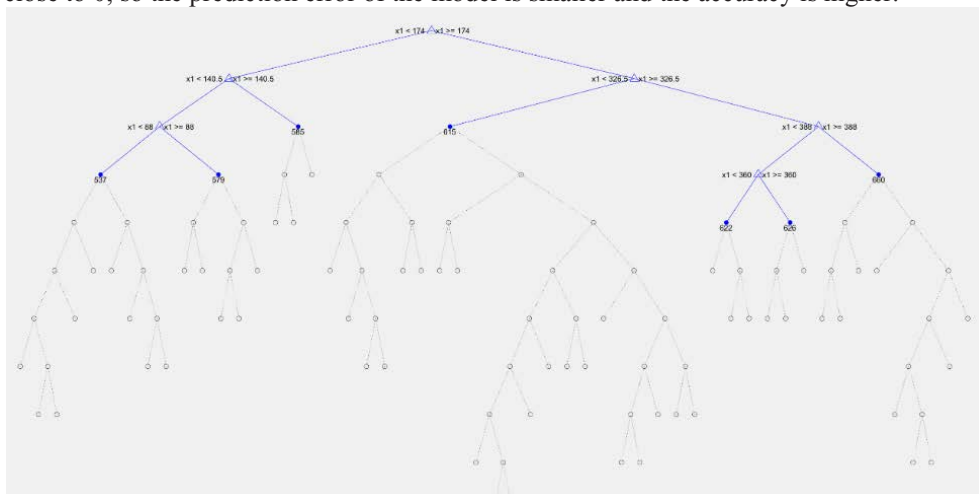 close to 0, so the prediction error of the model is smaller and the accuracy is higher.
x1 < 174 x1 >= 174
x1 < 140.5 x1 >= 140.5 x1 < 326.5 x1 >= 326.5
x1 < 88 x1 >= 88 585 615 x1 < 388 x1 >= 388
537 579 x1 < 360 x1 >= 360 660
622 626